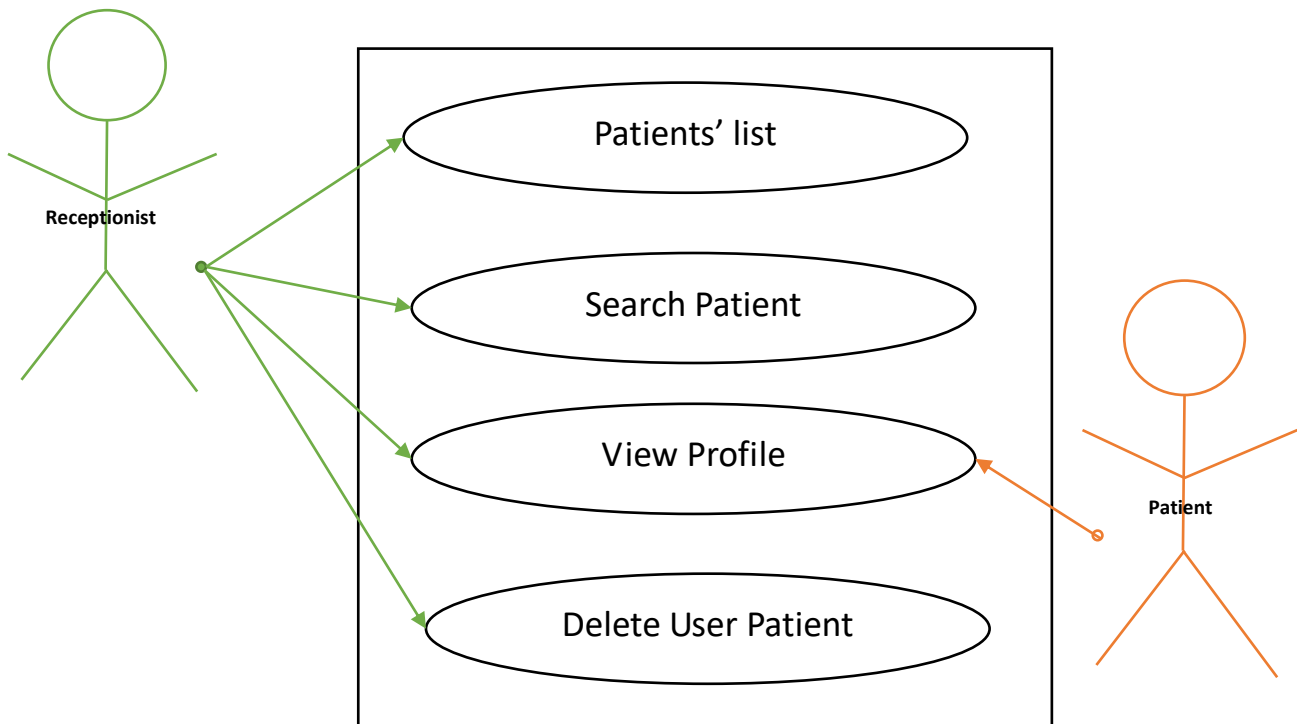 Patients’ list
Receptionist
Search Patient
View Profile
Patient
Delete User Patient